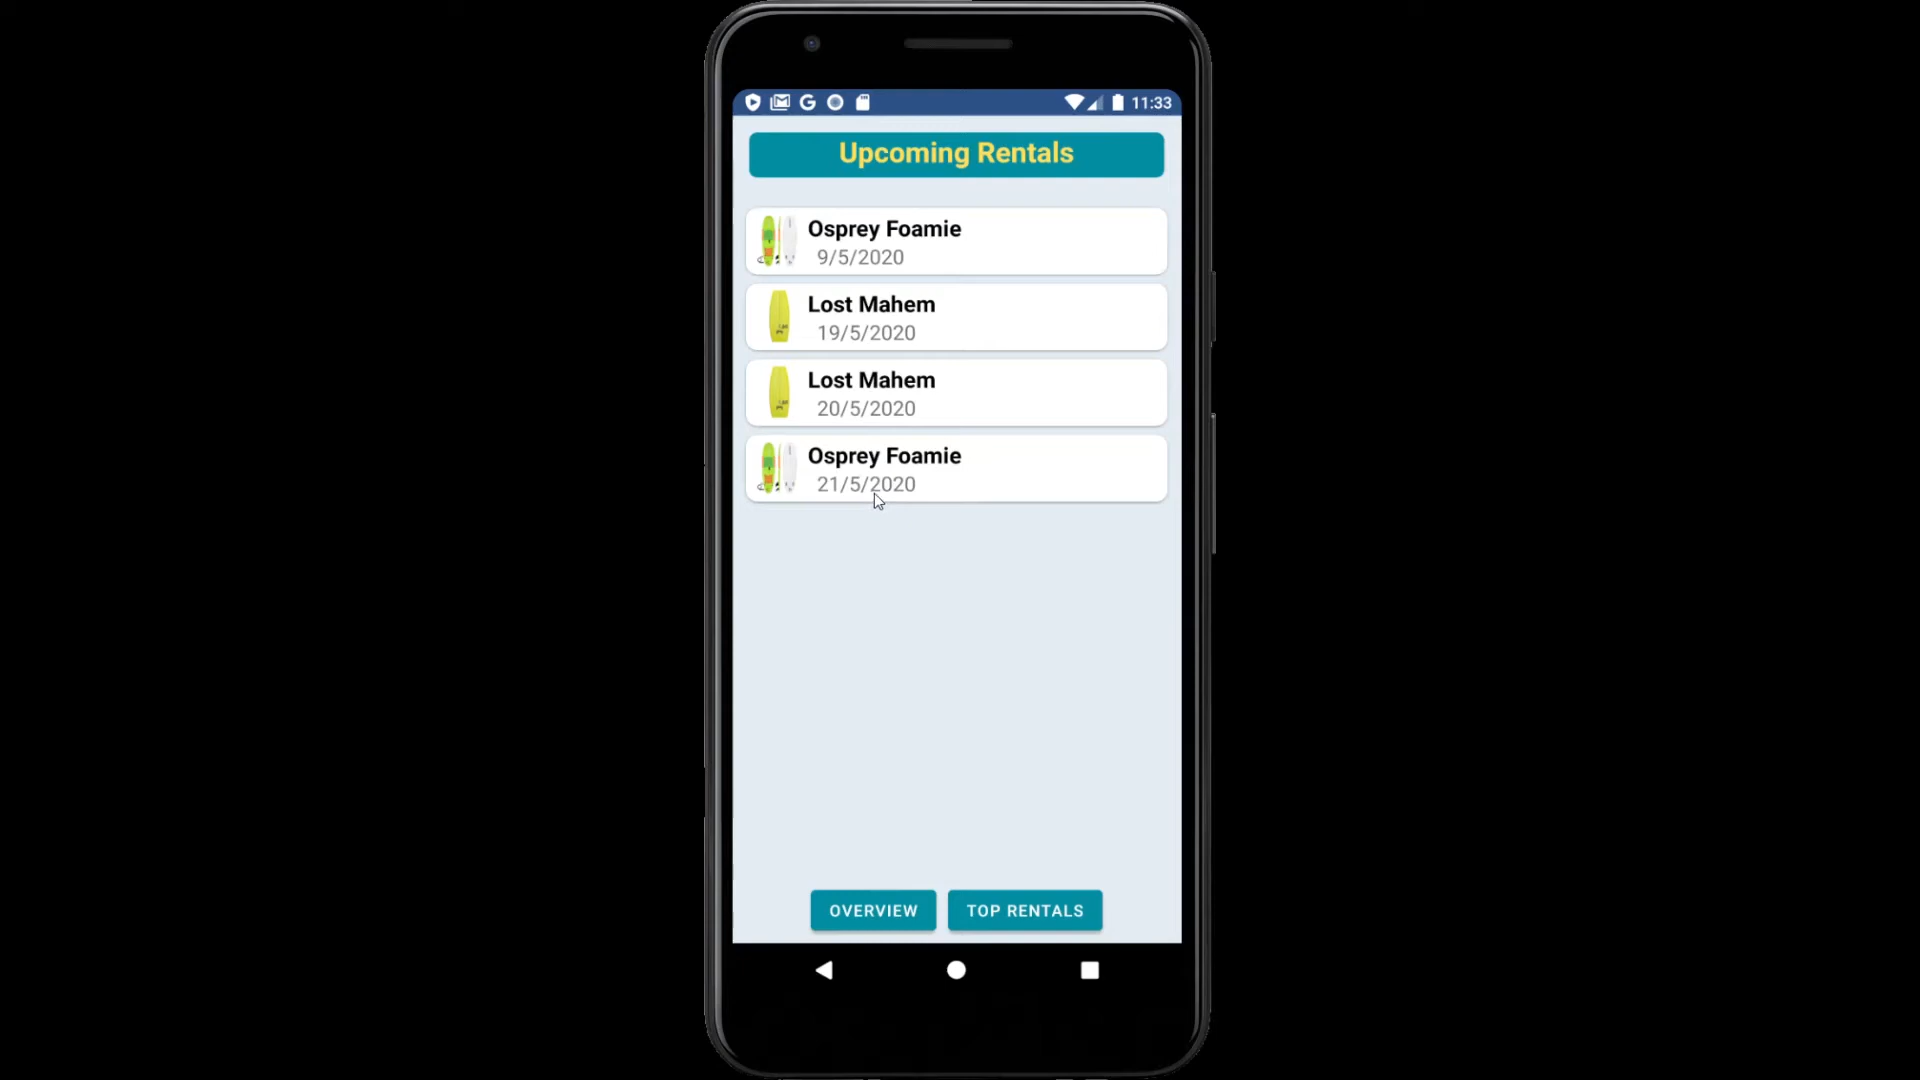 11:33
Upcoming Rentals
Osprey Foamie
9/5/2020
Lost Mahem
19/5/2020
Lost Mahem
20/5/2020
Osprey Foamie
21/5/2020
OVERVIEW
TOP RENTALS